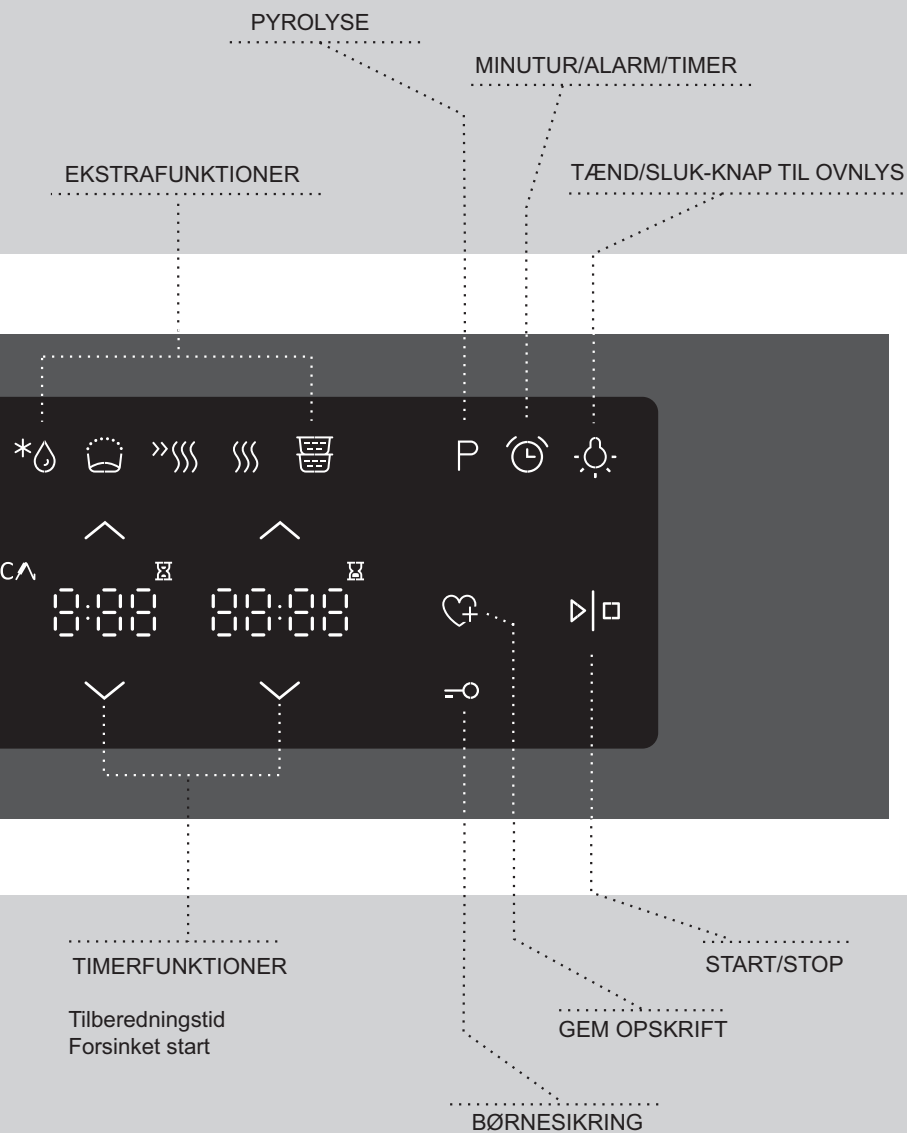 PYROLYSE
MINUTUR/ALARM/TIMER
EKSTRAFUNKTIONER
TÆND/SLUK-KNAP TIL OVNLYS
P
C
8:88
88:88
TIMERFUNKTIONER
Tilberedningstid
Forsinket start
START/STOP
GEM OPSKRIFT
BØRNESIKRING